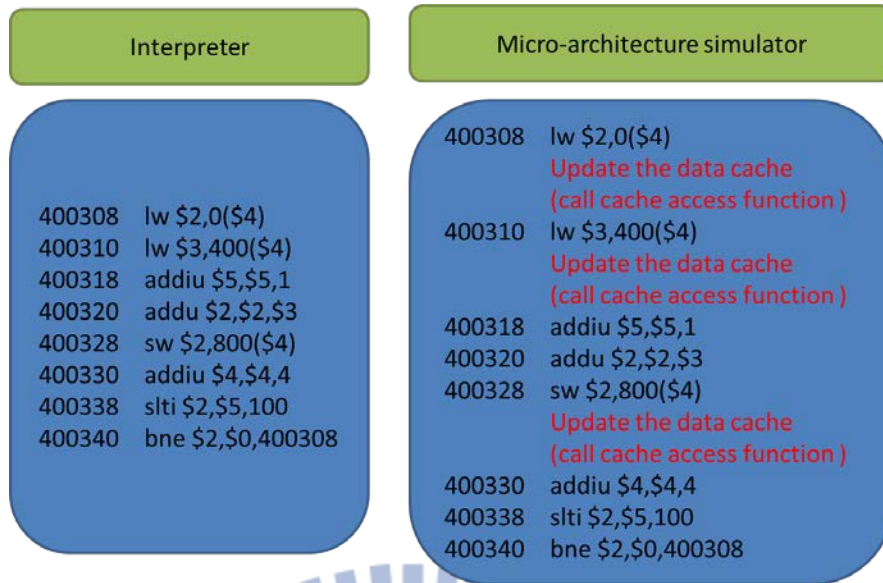 Interpreter
400308 lw $2,0($4)
400310 lw $3,400($4)
400318 addiu $5,$5,1
400320 addu $2,$2,$3
400328 sw $2,800($4)
400330 addiu $4,$4,4
400338 slti $2,$5,100
400340 bne $2,$0,400308
Micro-architecture simulator
400308 lw $2,0($4)
Update the data cache
(call cache access function )
400310 lw $3,400($4)
Update the data cache
(call cache access function )
400318 addiu $5,$5,1
400320 addu $2,$2,$3
400328 sw $2,800($4)
Update the data cache
(call cache access function )
400330 addiu $4,$4,4
400338 slti $2,$5,100
400340 bne $2,$0,400308